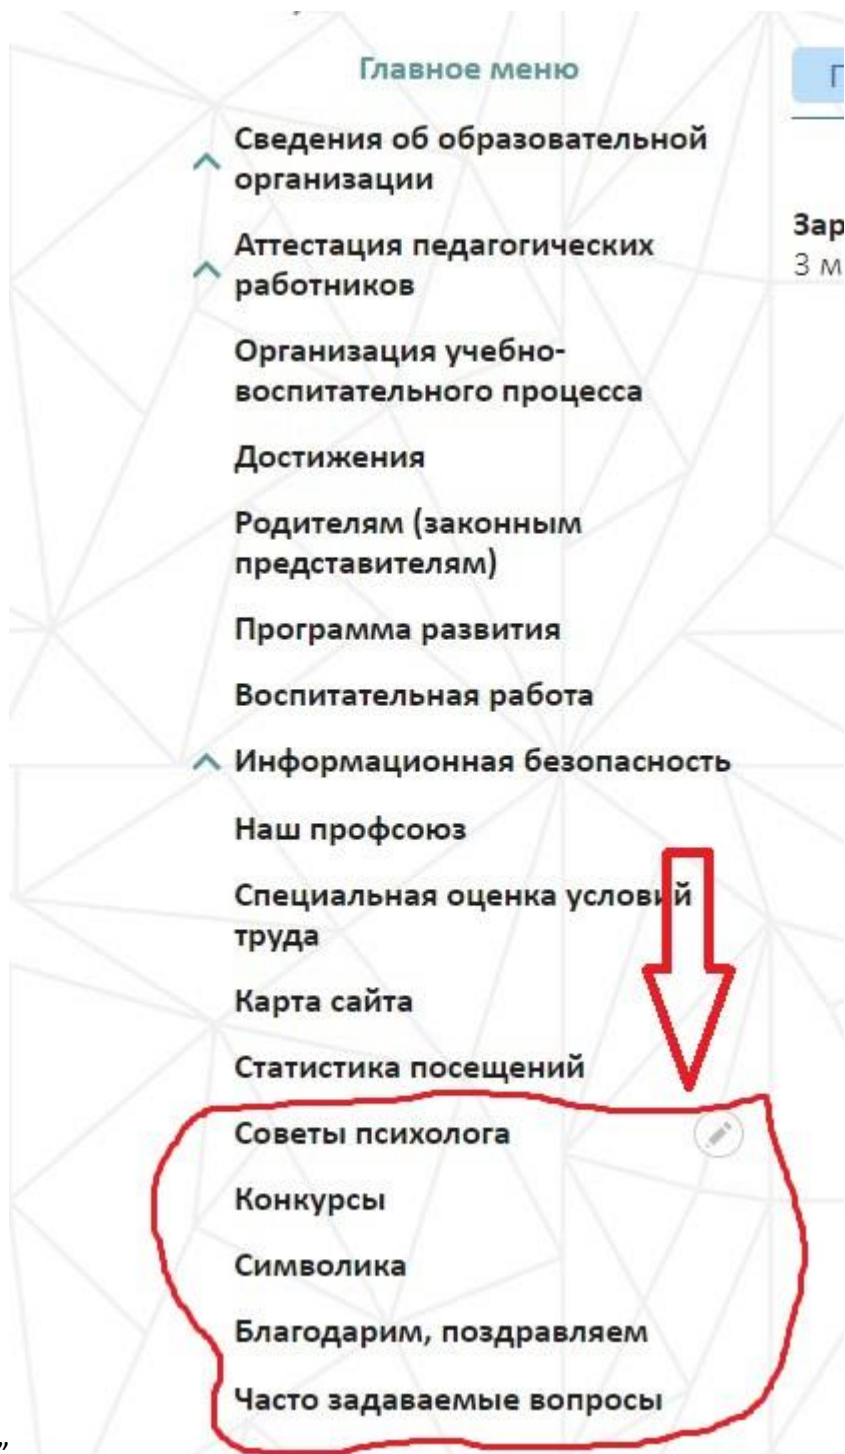 Главное меню
П
Сведения об образовательной
организации
Зар
3 м
Аттестация педагогических
работников
Организация учебно-
воспитательного процесса
Достижения
Родителям (законным
представителям)
Программа развития
Воспитательная работа
Информационная безопасность
Наш профсоюз
Специальная оценка условий
труда
Карта сайта
Статистика посещений
Советы психолога
Конкурсы
Символика
Благодарим, поздравляем
Часто задаваемые вопросы
”